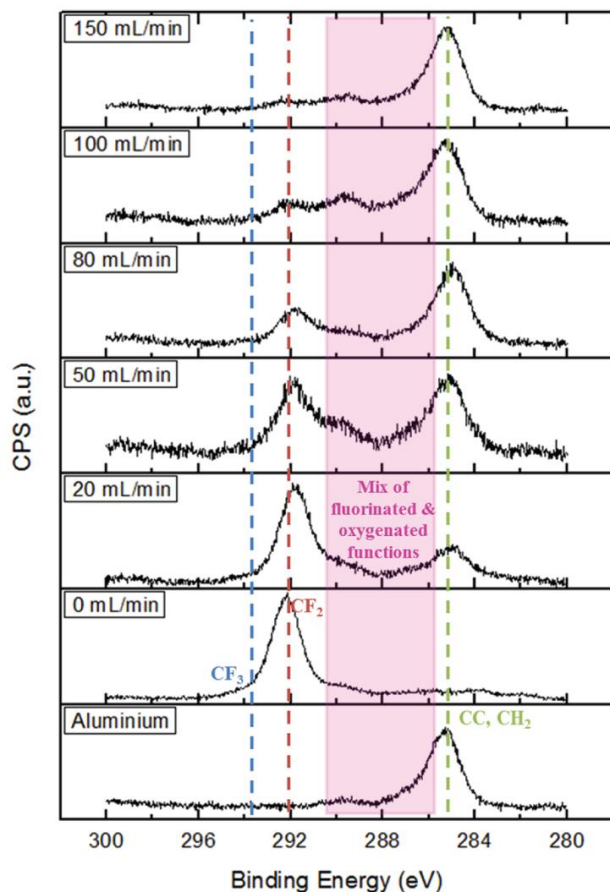 150 mL/min
100 mL/min
80 mL/min
50 mL/min
20 mL/min
Mix of
fluorinated &
oxygenated
functions
0 mL/min
CF₂
CF₃
Aluminium
CC, CH₂
CPS (a.u.)
300 296 292 288 284 280
Binding Energy (eV)